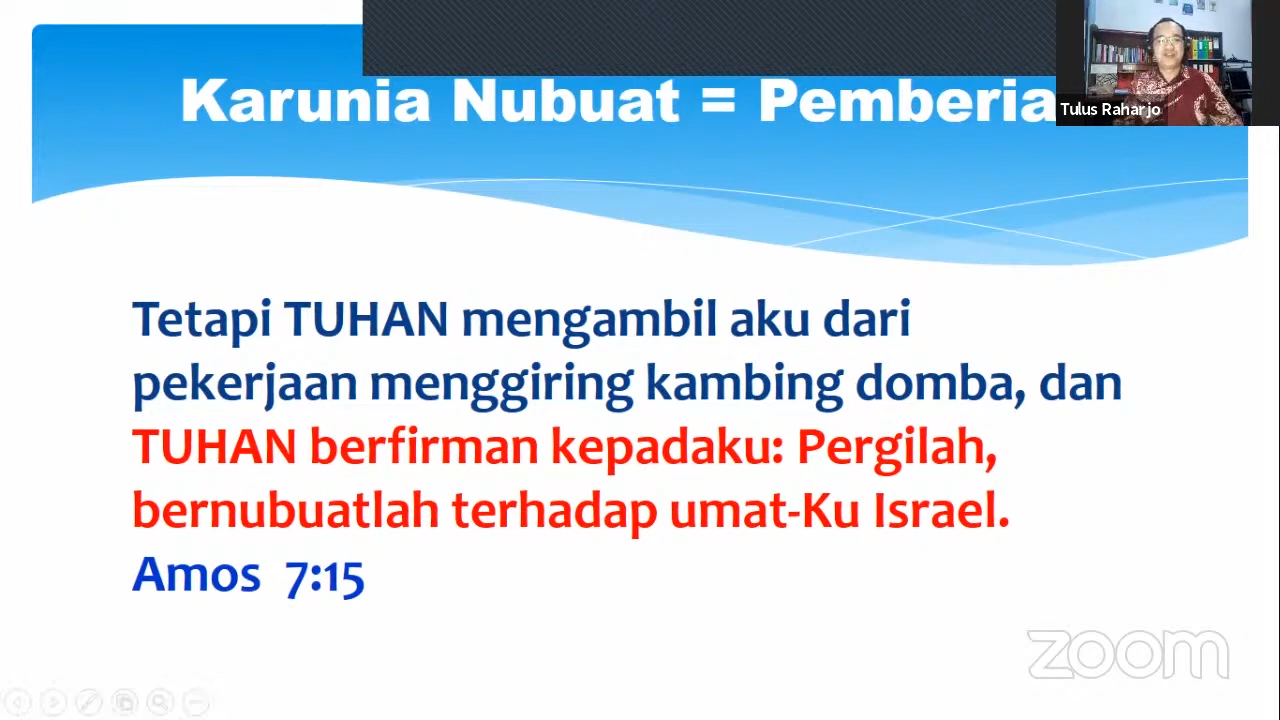 Karunia Nubuat = Pemberia
Tulus Raharjo
Tetapi TUHAN mengambil aku dari
pekerjaan menggiring kambing domba, dan
TUHAN berfirman kepadaku: Pergilah,
bernubuatlah terhadap umat-Ku Israel.
Amos 7:15
zoom